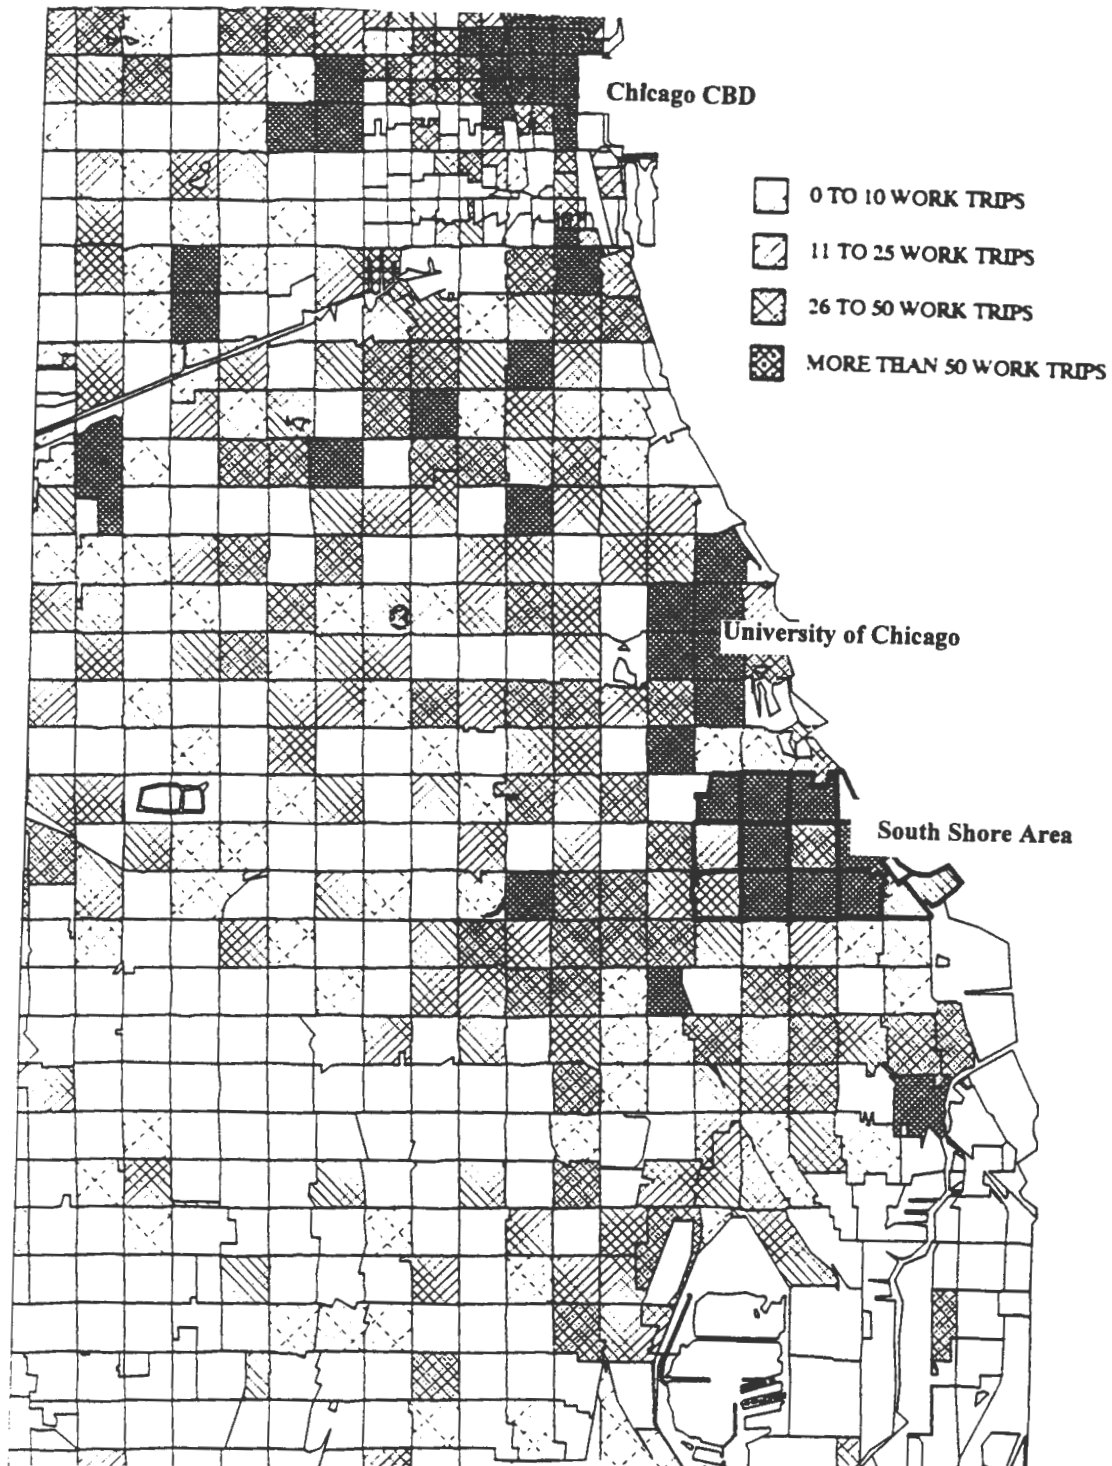 Chicago CBD
0 TO 10 WORK TRIPS
11 TO 25 WORK TRIPS
26 TO 50 WORK TRIPS
MORE THAN 50 WORK TRIPS
University of Chicago
South Shore Area